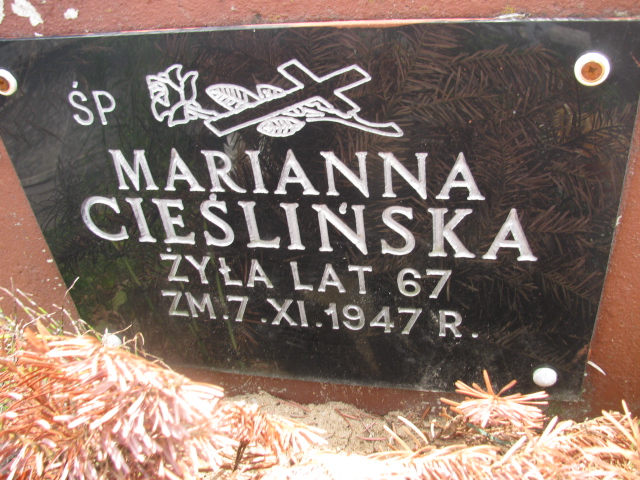 ŚP
MARIANNA
CIEŚLIŃSKA
ŻYŁA LAT 67
ZM. 7. XI. 1947 R.